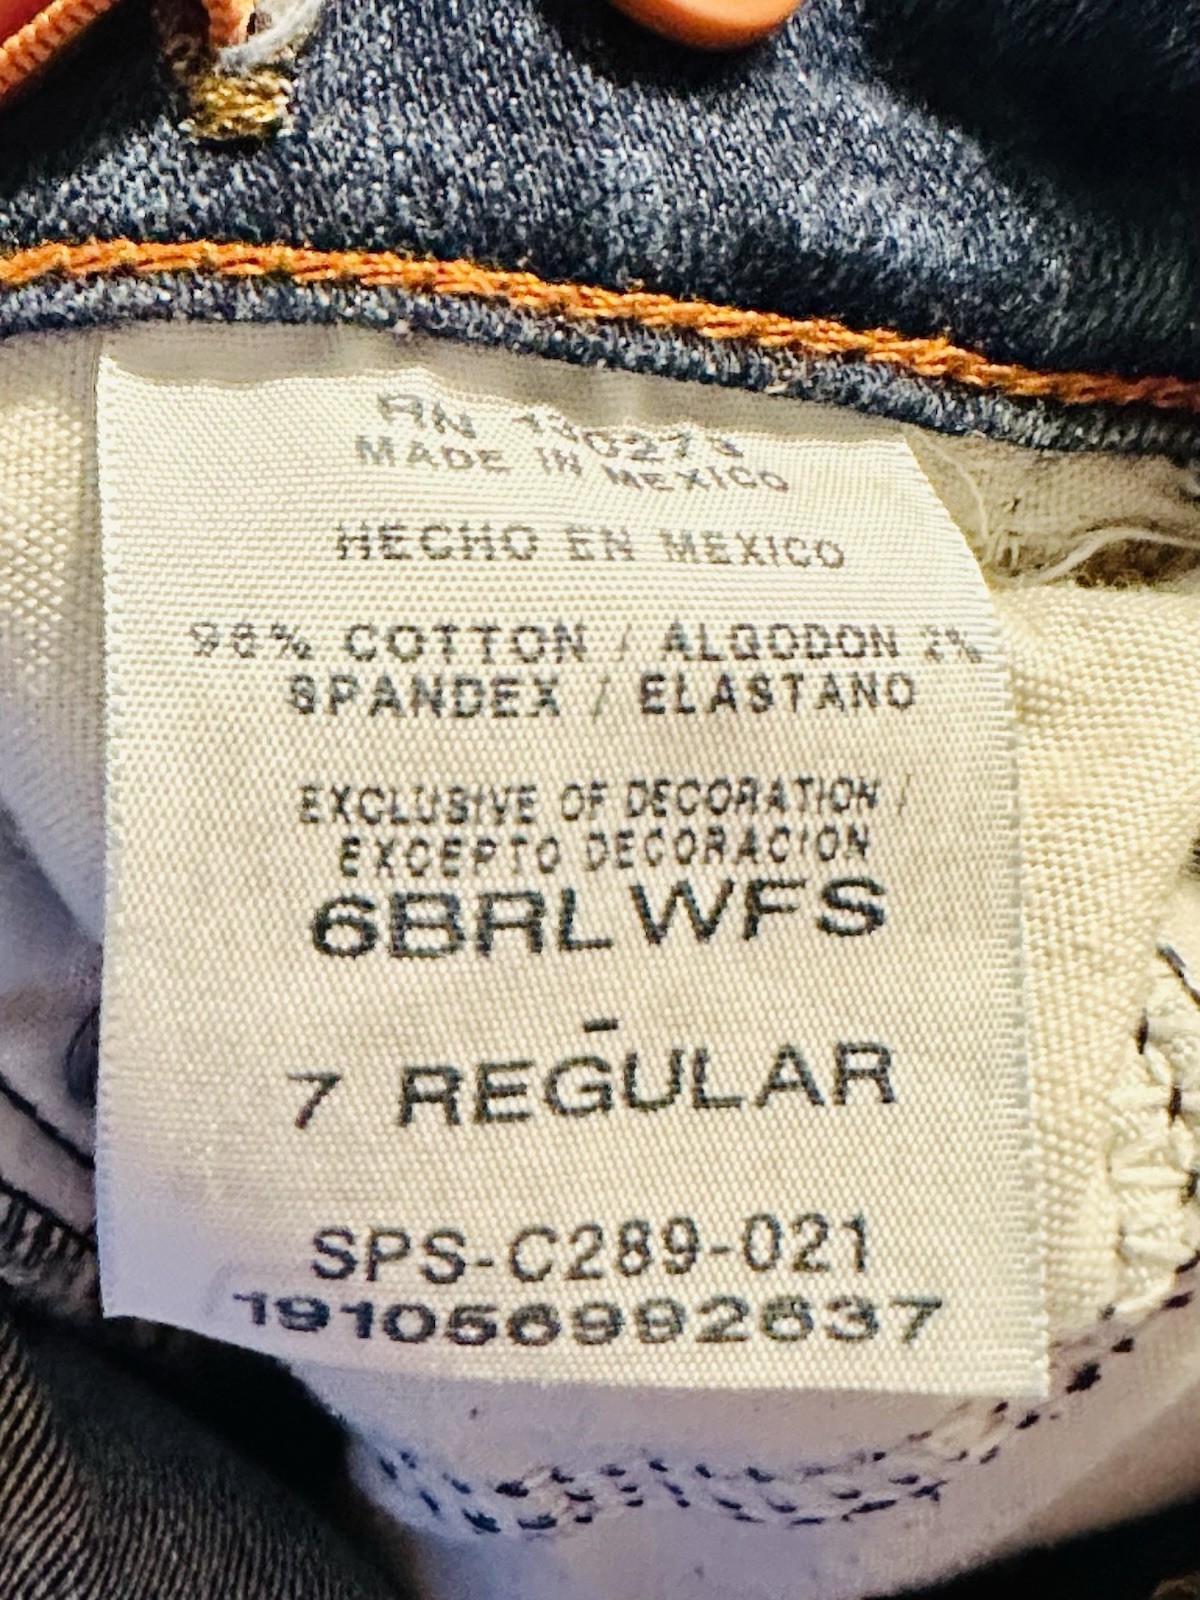 RN 130273
MADE IN MEXICO
HECHO EN MEXICO
98% COTTON / ALGODON 2%
SPANDEX / ELASTANO
EXCLUSIVE OF DECORATION /
EXCEPTO DECORACION
6BRLWFS
-
7 REGULAR
SPS-C289-021
191056992637